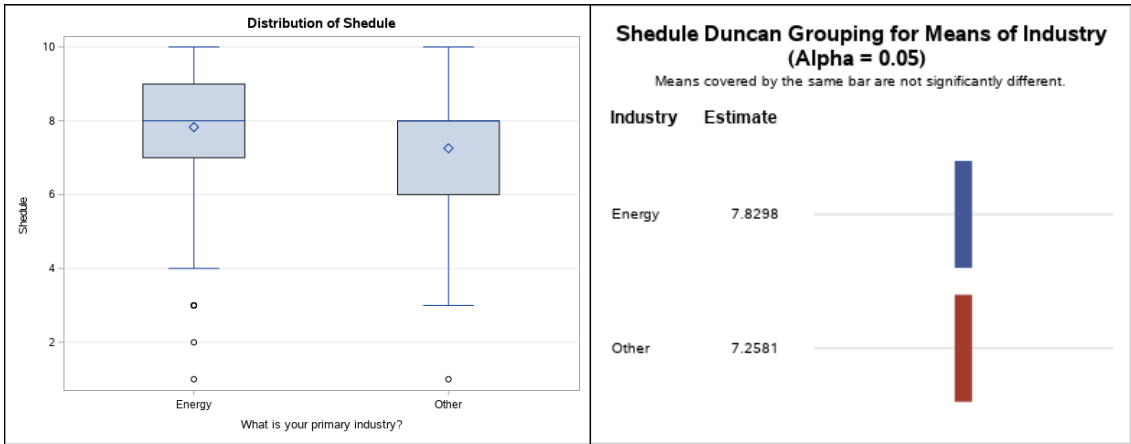 Distribution of Shedule
10
8
6
4
2
Shedule
Energy
Other
What is your primary industry?
Shedule Duncan Grouping for Means of Industry
(Alpha = 0.05)
Means covered by the same bar are not significantly different.
Industry Estimate
Energy 7.8298
Other 7.2581